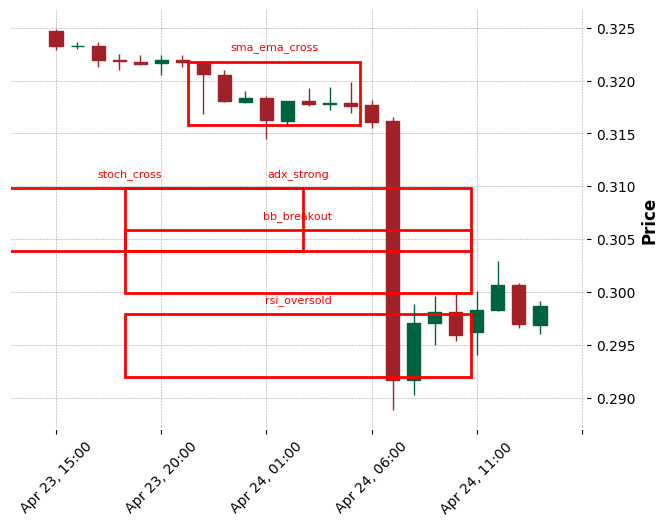 sma_ema_cross
stoch_cross
adx_strong
bb_breakout
rsi_oversold
0.325
0.320
0.315
0.310
0.305
0.300
0.295
0.290
Price
Apr 23, 15:00
Apr 23, 20:00
Apr 24, 01:00
Apr 24, 06:00
Apr 24, 11:00